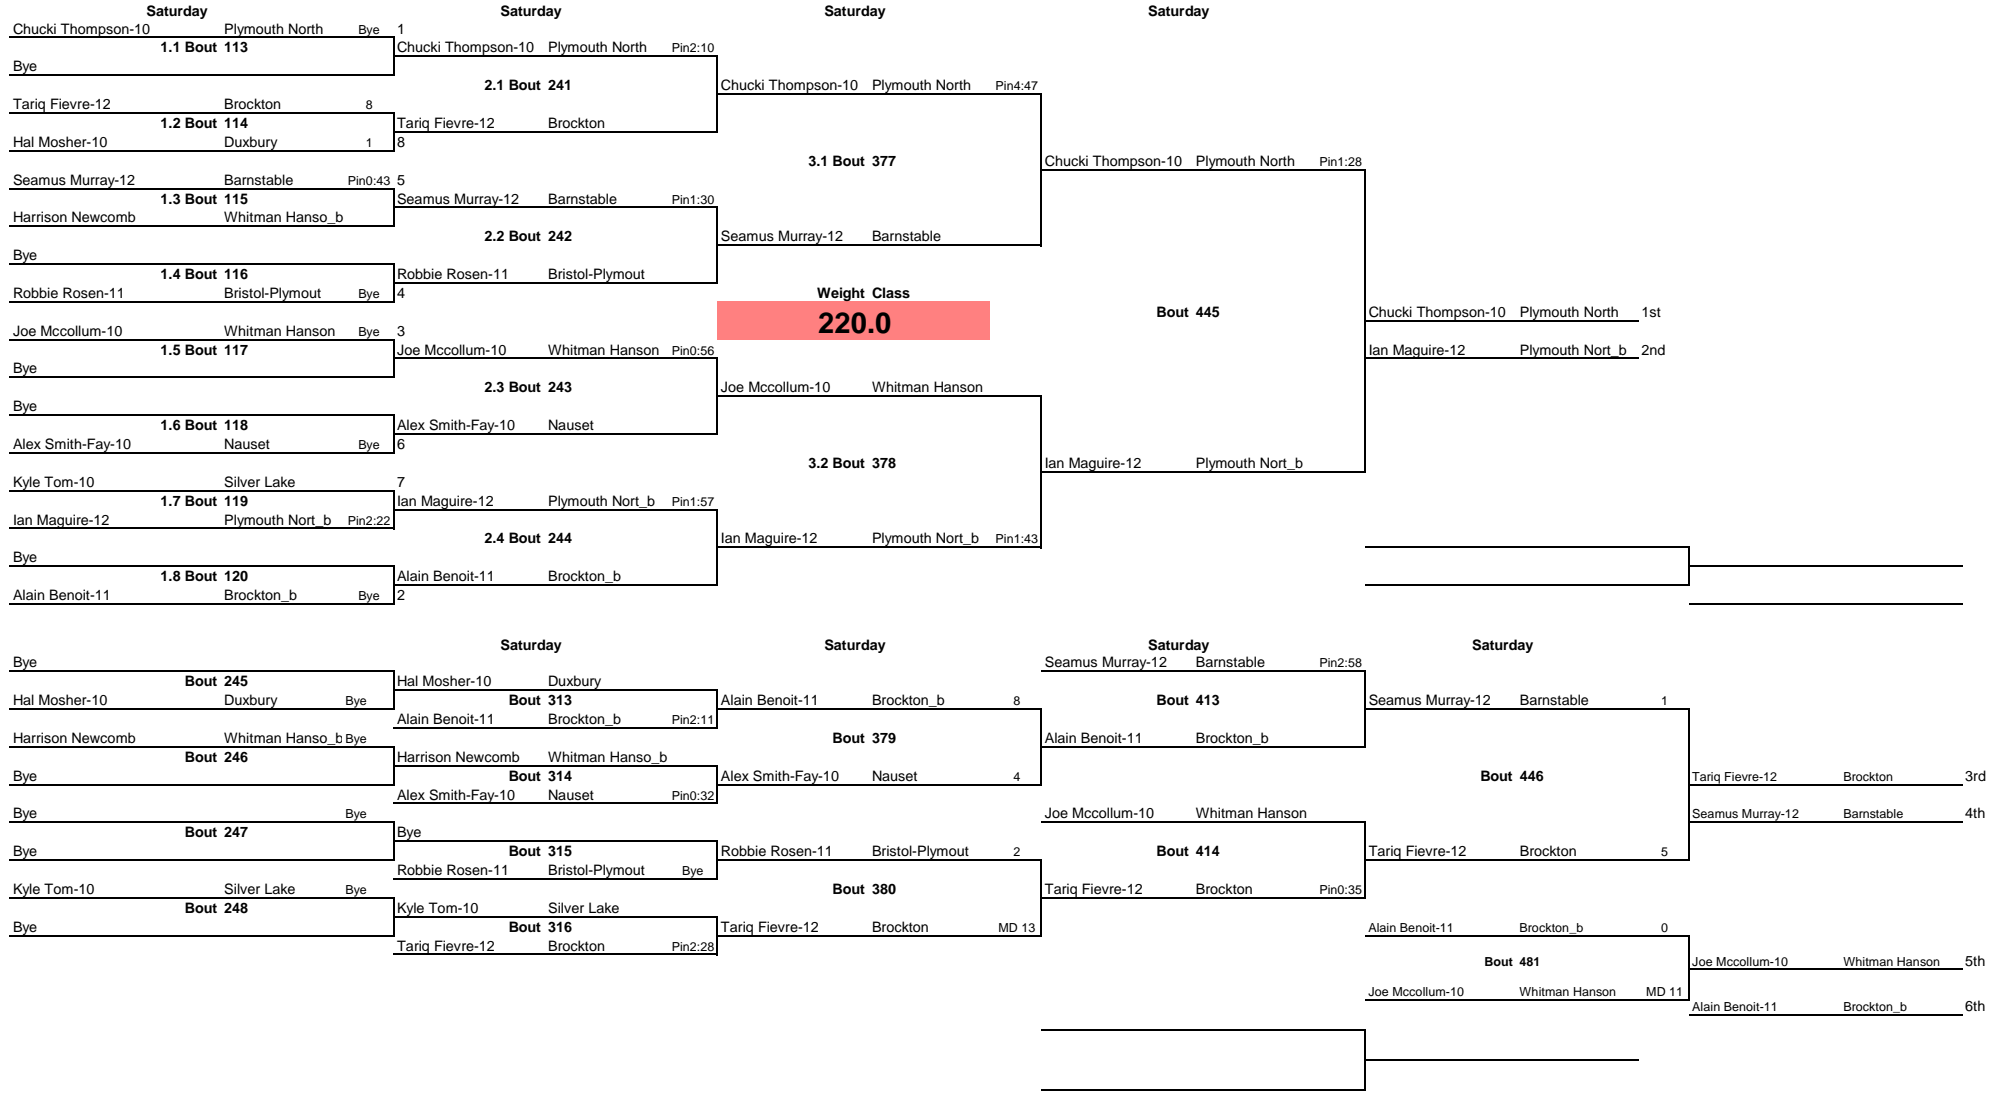 Saturday Saturday Saturday Saturday
Chucki Thompson-10 Plymouth North Bye 1
1.1 Bout 113 Chucki Thompson-10 Plymouth North Pin2:10
Bye
2.1 Bout 241 Chucki Thompson-10 Plymouth North Pin4:47
Tariq Fievre-12 Brockton 8
1.2 Bout 114 Tariq Fievre-12 Brockton
Hal Mosher-10 Duxbury 1 8
3.1 Bout 377 Chucki Thompson-10 Plymouth North Pin1:28
Seamus Murray-12 Barnstable Pin0:43 5
1.3 Bout 115 Seamus Murray-12 Barnstable Pin1:30
Harrison Newcomb Whitman Hanso_b
2.2 Bout 242 Seamus Murray-12 Barnstable
Bye
1.4 Bout 116 Robbie Rosen-11 Bristol-Plymout
Robbie Rosen-11 Bristol-Plymout Bye 4 Weight Class
220.0 Bout 445 Chucki Thompson-10 Plymouth North 1st
Joe Mccollum-10 Whitman Hanson Bye 3
1.5 Bout 117 Joe Mccollum-10 Whitman Hanson Pin0:56 Ian Maguire-12 Plymouth Nort_b 2nd
Bye
2.3 Bout 243 Joe Mccollum-10 Whitman Hanson
Bye
1.6 Bout 118 Alex Smith-Fay-10 Nauset
Alex Smith-Fay-10 Nauset Bye 6
3.2 Bout 378 Ian Maguire-12 Plymouth Nort_b
Kyle Tom-10 Silver Lake 7
1.7 Bout 119 Ian Maguire-12 Plymouth Nort_b Pin1:57
Ian Maguire-12 Plymouth Nort_b Pin2:22
2.4 Bout 244 Ian Maguire-12 Plymouth Nort_b Pin1:43
Bye
1.8 Bout 120 Alain Benoit-11 Brockton_b
Alain Benoit-11 Brockton_b Bye 2
Saturday Saturday Saturday Saturday
Bye Seamus Murray-12 Barnstable Pin2:58
Bout 245 Hal Mosher-10 Duxbury
Hal Mosher-10 Duxbury Bye Bout 313 Alain Benoit-11 Brockton_b 8 Bout 413 Seamus Murray-12 Barnstable 1
Alain Benoit-11 Brockton_b Pin2:11
Harrison Newcomb Whitman Hanso_b Bye Bout 379 Alain Benoit-11 Brockton_b
Bout 246 Harrison Newcomb Whitman Hanso_b
Bye Bout 314 Alex Smith-Fay-10 Nauset 4 Bout 446 Tariq Fievre-12 Brockton 3rd
Alex Smith-Fay-10 Nauset Pin0:32
Bye Bye Joe Mccollum-10 Whitman Hanson Seamus Murray-12 Barnstable 4th
Bout 247 Bye
Bye Bout 315 Robbie Rosen-11 Bristol-Plymout 2 Bout 414 Tariq Fievre-12 Brockton 5
Robbie Rosen-11 Bristol-Plymout Bye
Kyle Tom-10 Silver Lake Bye Bout 380 Tariq Fievre-12 Brockton Pin0:35
Bout 248 Kyle Tom-10 Silver Lake
Bye Bout 316 Tariq Fievre-12 Brockton MD 13 Alain Benoit-11 Brockton_b 0
Tariq Fievre-12 Brockton Pin2:28
Bout 481 Joe Mccollum-10 Whitman Hanson 5th
Joe Mccollum-10 Whitman Hanson MD 11
Alain Benoit-11 Brockton_b 6th